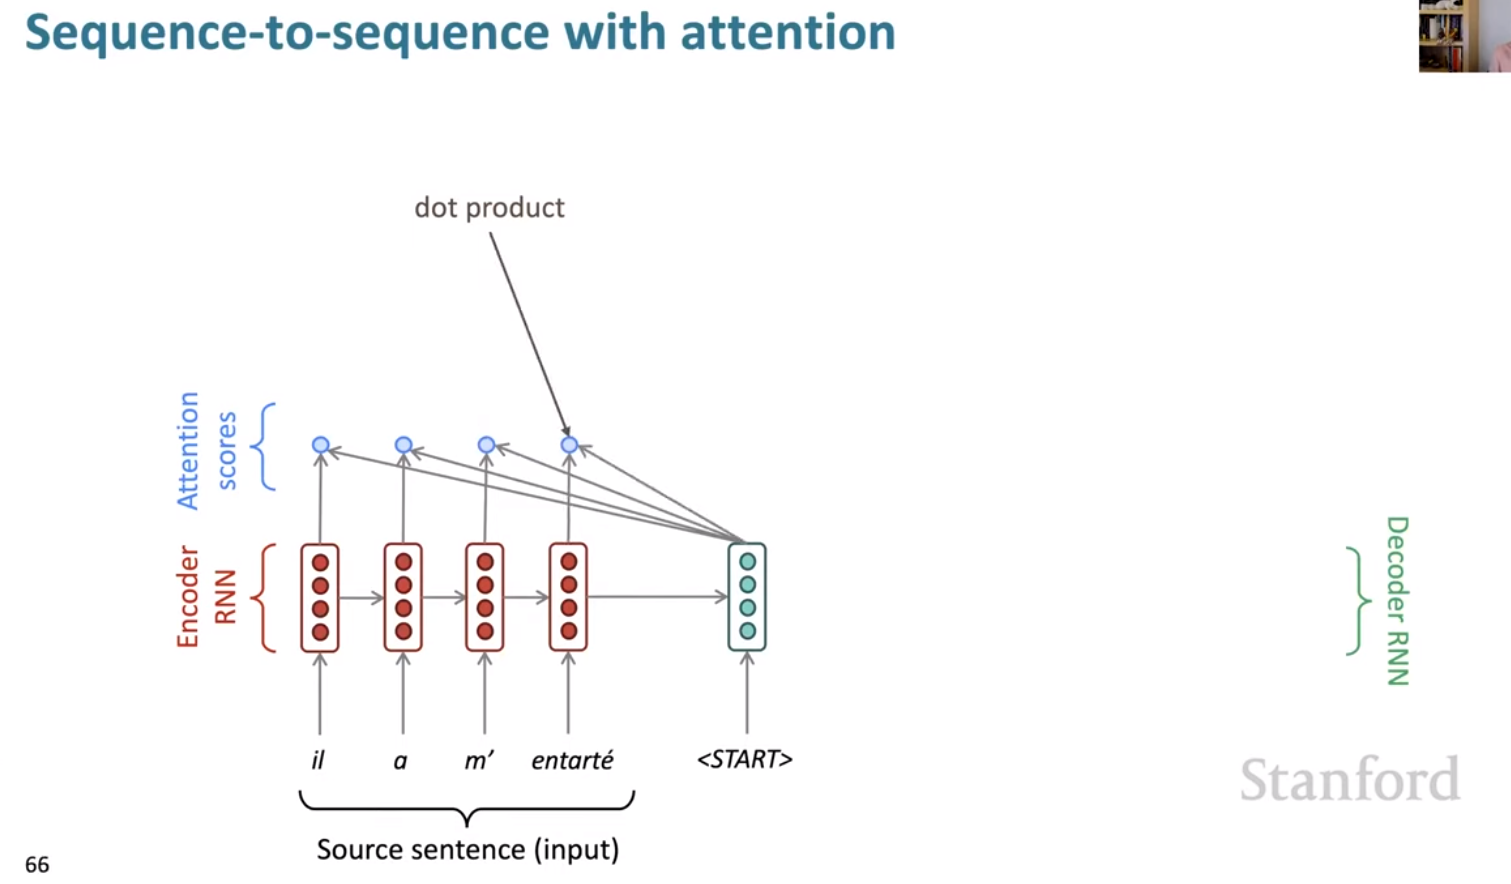 Sequence-to-sequence with attention
dot product
Attention
scores
Encoder
RNN
Decoder RNN
il a m’ entarté <START>
Source sentence (input)
Stanford
66